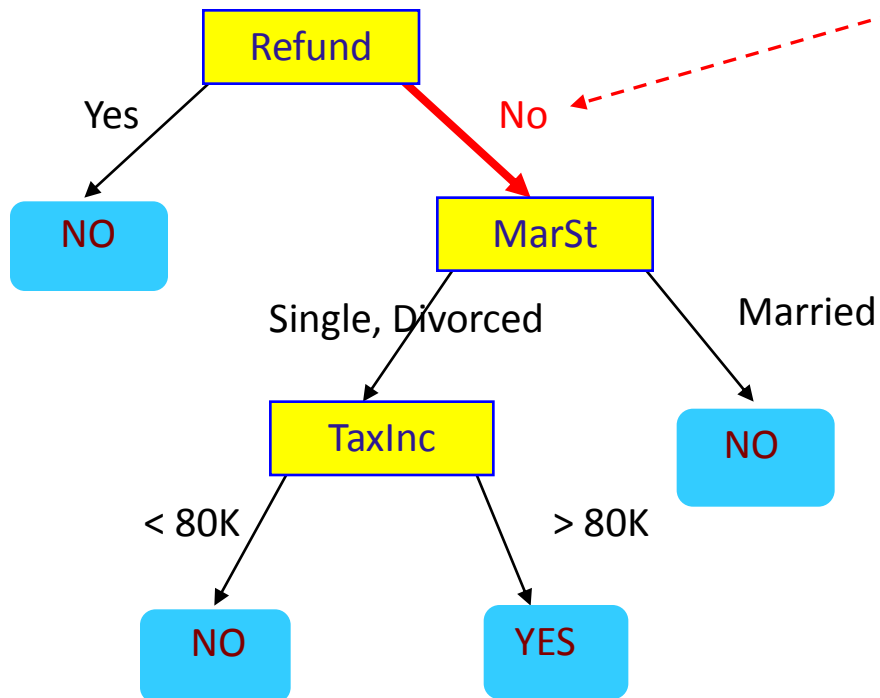 Refund
Yes
No
NO
MarSt
Single, Divorced
Married
TaxInc
NO
< 80K
> 80K
NO
YES